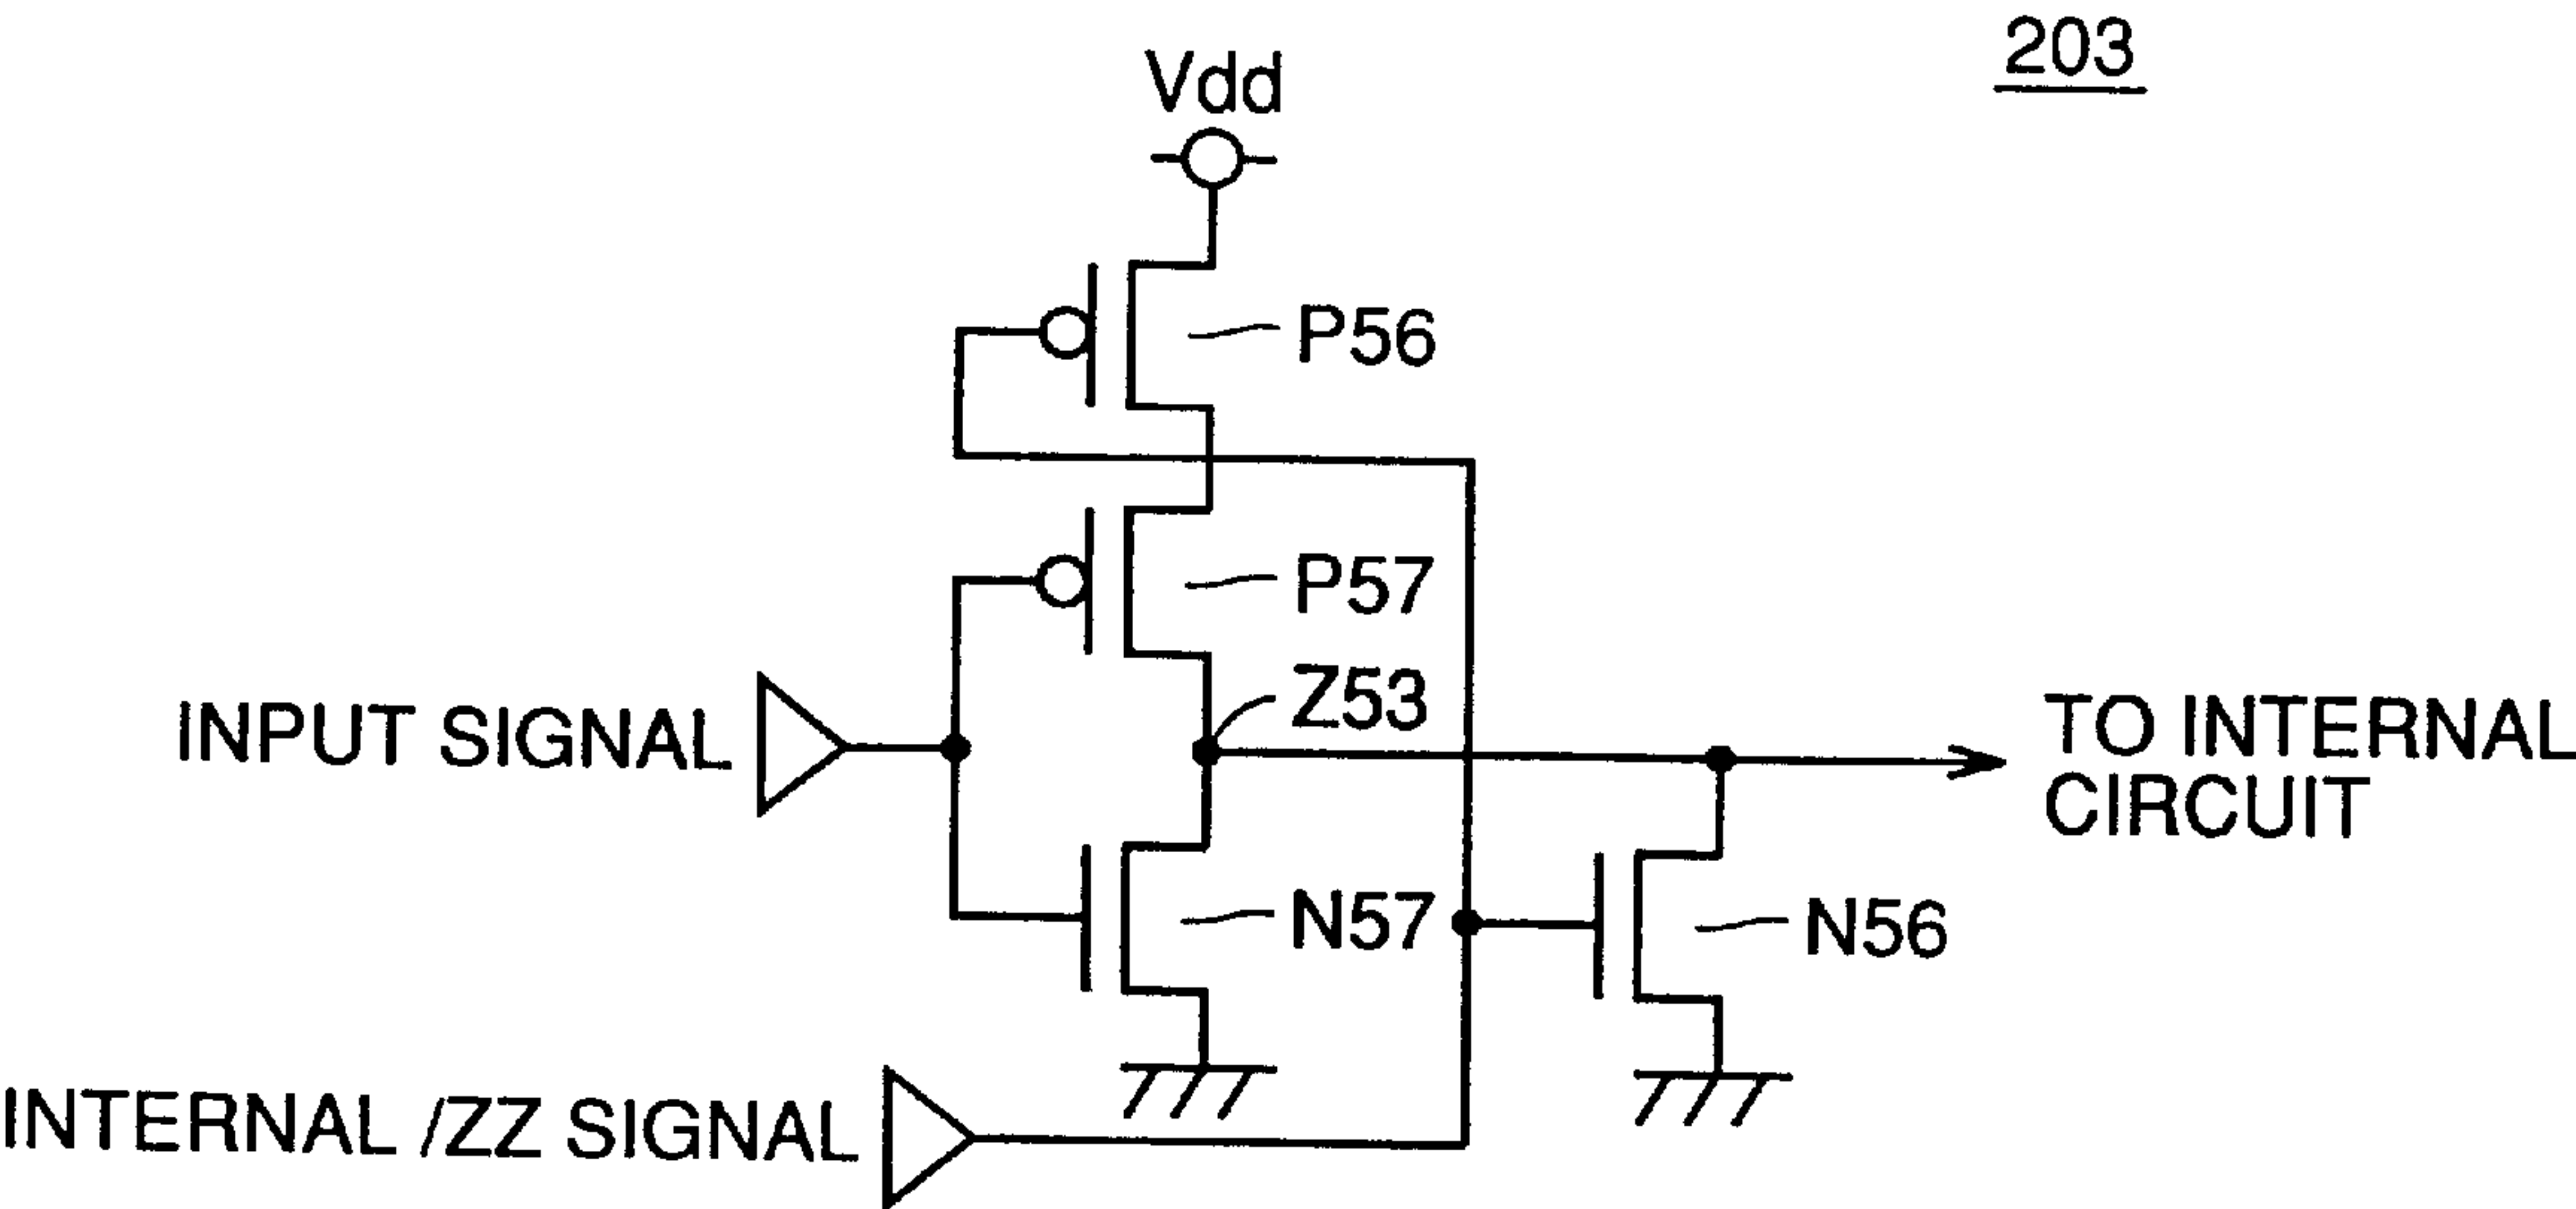 203
Vdd
P56
P57
Z53
INPUT SIGNAL
TO INTERNAL
CIRCUIT
N57
N56
INTERNAL /ZZ SIGNAL